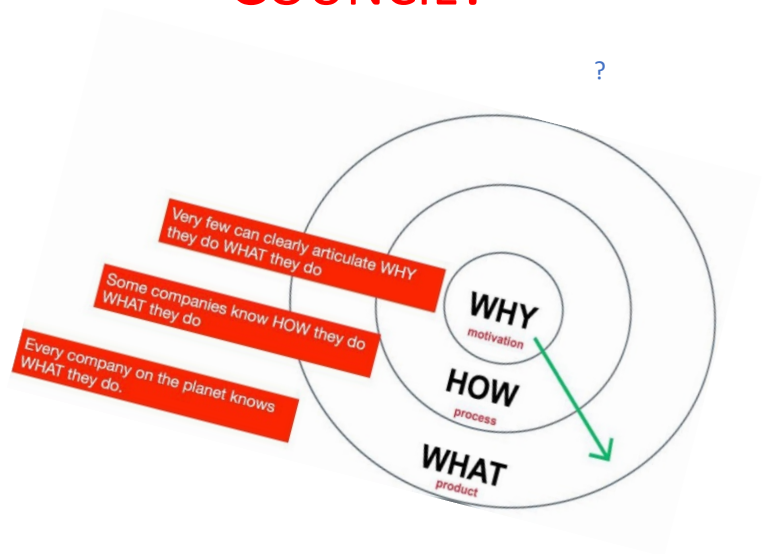 COUNCIL?
?
Very few can clearly articulate WHY
they do WHAT they do
Some companies know HOW they do
WHAT they do
Every company on the planet knows
WHAT they do.
WHY
motivation
HOW
process
WHAT
product